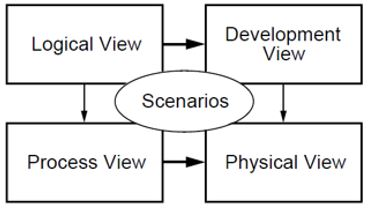 Logical View
Development
View
Scenarios
Process View
Physical View